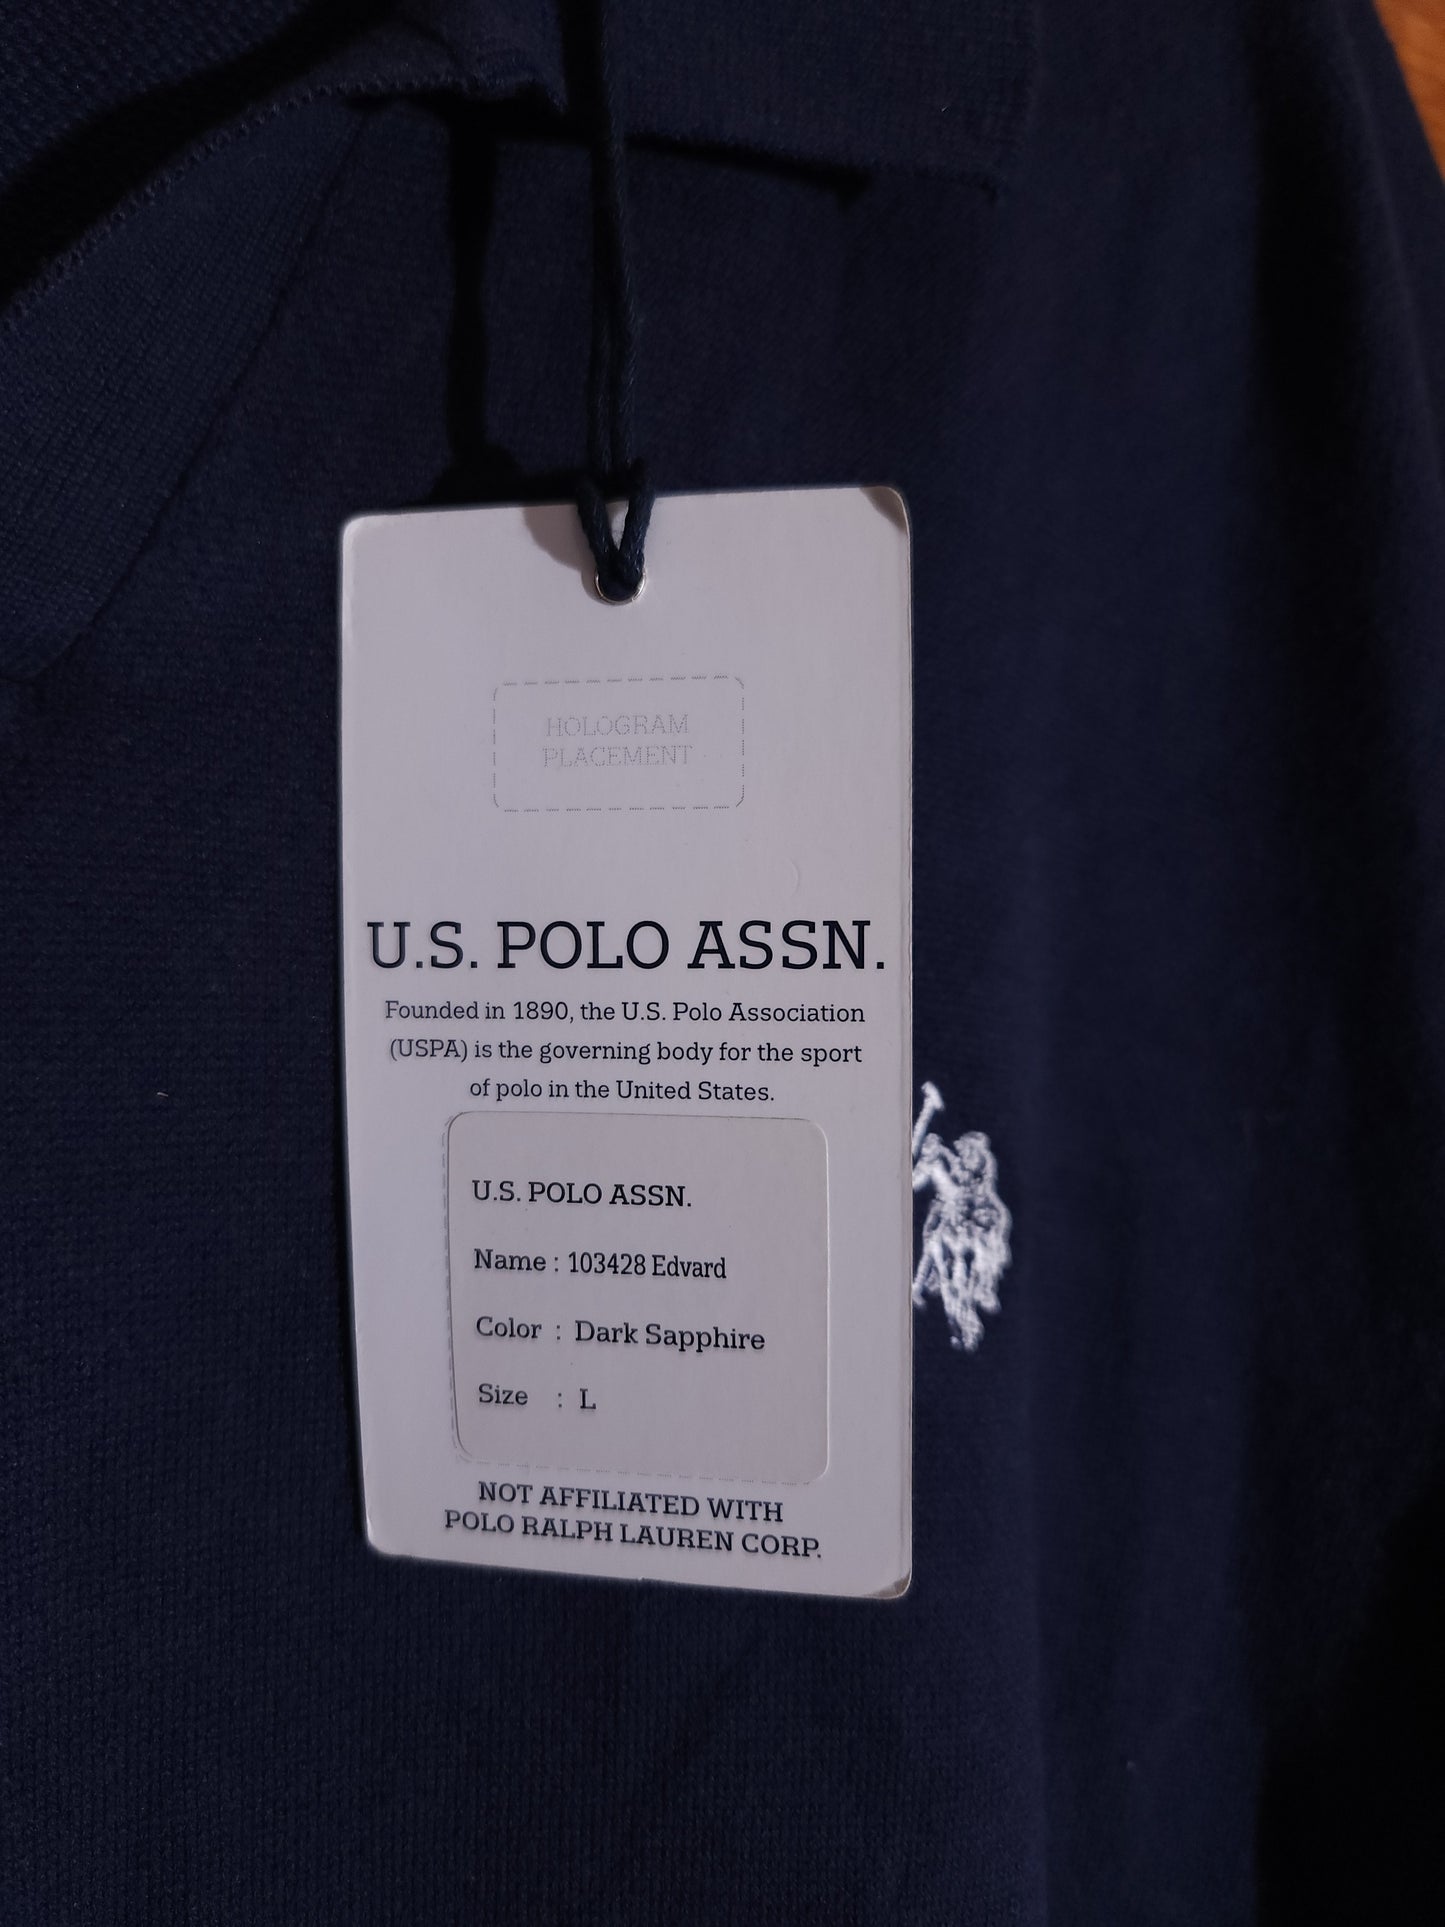 HOLOGRAM
PLACEMENT
U.S. POLO ASSN.
Founded in 1890, the U.S. Polo Association
(USPA) is the governing body for the sport
of polo in the United States.
U.S. POLO ASSN.
Name : 103428 Edvard
Color : Dark Sapphire
Size : L
NOT AFFILIATED WITH
POLO RALPH LAUREN CORP.